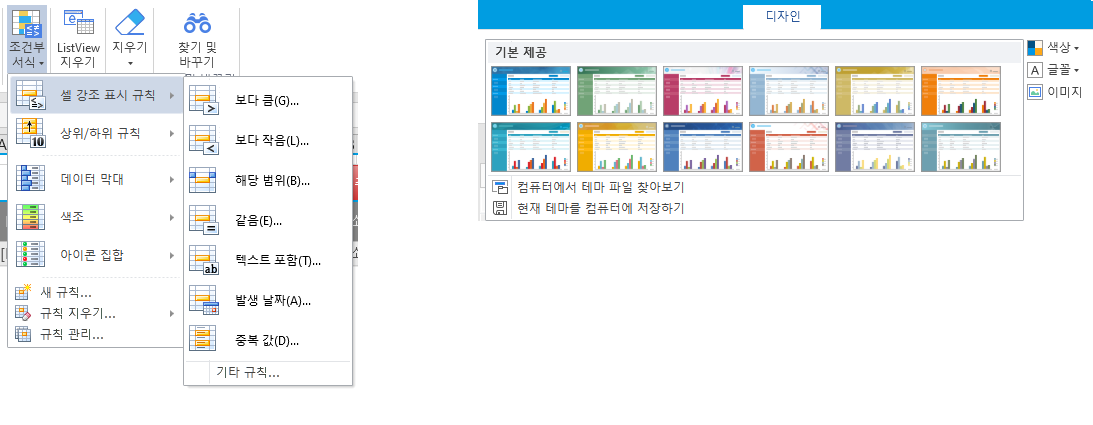 조건부
서식
ListView
지우기
지우기
찾기 및
바꾸기
셀 강조 표시 규칙
상위/하위 규칙
10
데이터 막대
색조
아이콘 집합
새 규칙...
규칙 지우기...
규칙 관리...
보다 큼(G)...
보다 작음(L)...
해당 범위(B)...
같음(E)...
텍스트 포함(T)...
ab
발생 날짜(A)...
중복 값(D)...
기타 규칙...
디자인
기본 제공
컴퓨터에서 테마 파일 찾아보기
현재 테마를 컴퓨터에 저장하기
색상
A 글꼴
이미지